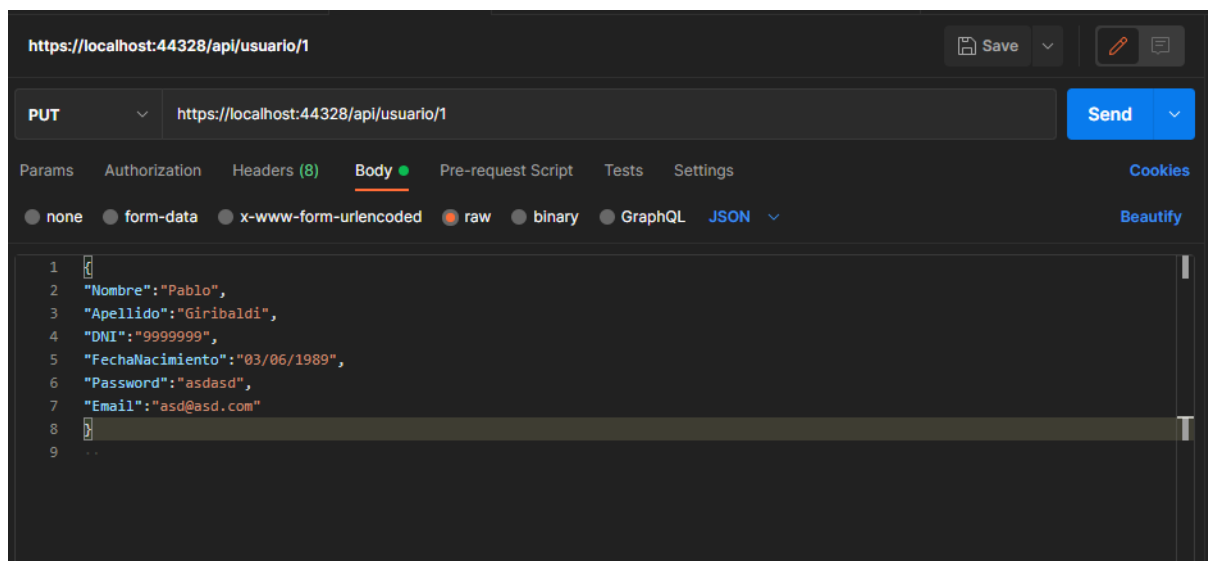 https://localhost:44328/api/usuario/1 Save
PUT https://localhost:44328/api/usuario/1 Send
Params Authorization Headers (8) Body Pre-request Script Tests Settings Cookies
none form-data x-www-form-urlencoded raw binary GraphQL JSON Beautify
1 {
2 "Nombre":"Pablo",
3 "Apellido":"Giribaldi",
4 "DNI":"9999999",
5 "FechaNacimiento":"03/06/1989",
6 "Password":"asdasd",
7 "Email":"asd@asd.com"
8 }
9